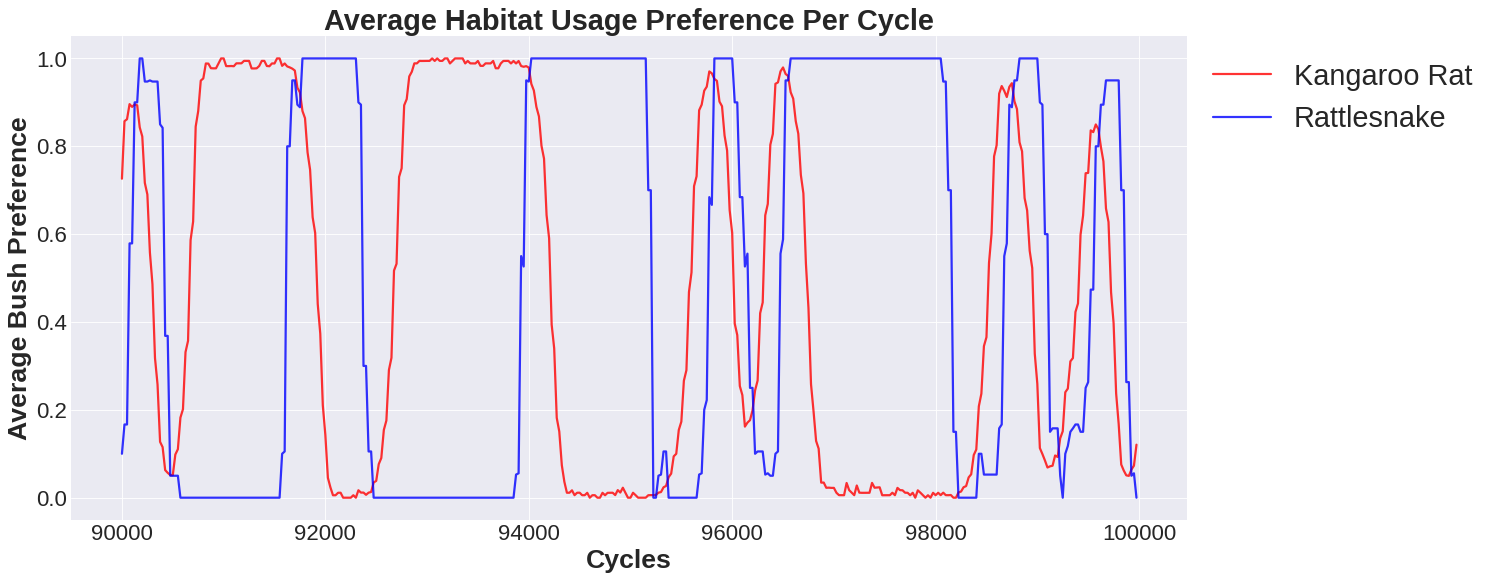 Average Habitat Usage Preference Per Cycle
Kangaroo Rat
Rattlesnake
Average Bush Preference
1.0
0.8
0.6
0.4
0.2
0.0
90000 92000 94000 96000 98000 100000
Cycles